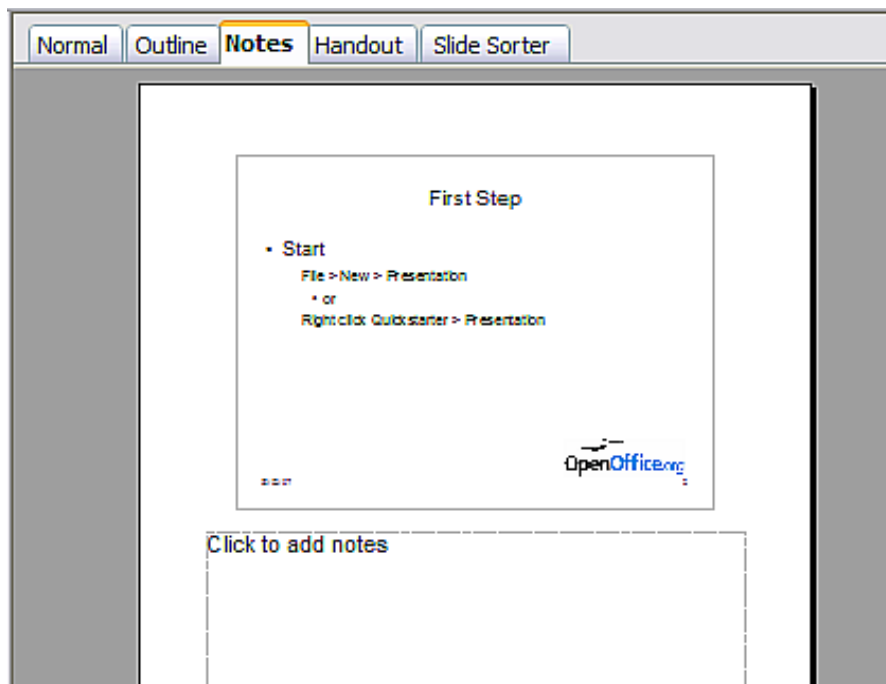 Normal Outline Notes Handout Slide Sorter
First Step
• Start
File > New > Presentation
• or
Right click Quickstarter > Presentation
OpenOffice.org
Click to add notes